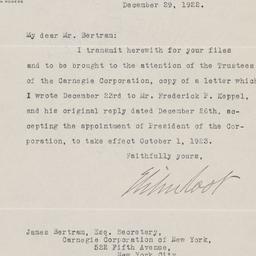 N ROGERS
December 29, 1922.
My dear Mr. Bertram:
I transmit herewith for your files
and to be brought to the attention of the Trustees
of the Carnegie Corporation, copy of a letter which
I wrote December 23rd to Mr. Frederick P. Keppel,
and his original reply dated December 26th, ac-
cepting the appointment of President of the Cor-
poration, to take effect October 1, 1923.
Faithfully yours,
Elihu Root
James Bertram, Esq. Secretary,
Carnegie Corporation of New York,
522 Fifth Avenue,
New York City.